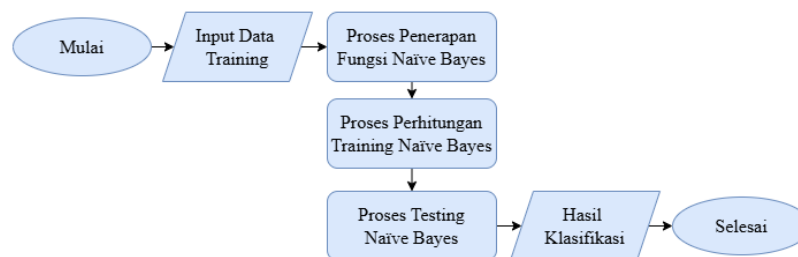 Mulai
Input Data
Training
Proses Penerapan
Fungsi Naïve Bayes
Proses Perhitungan
Training Naïve Bayes
Proses Testing
Naïve Bayes
Hasil
Klasifikasi
Selesai